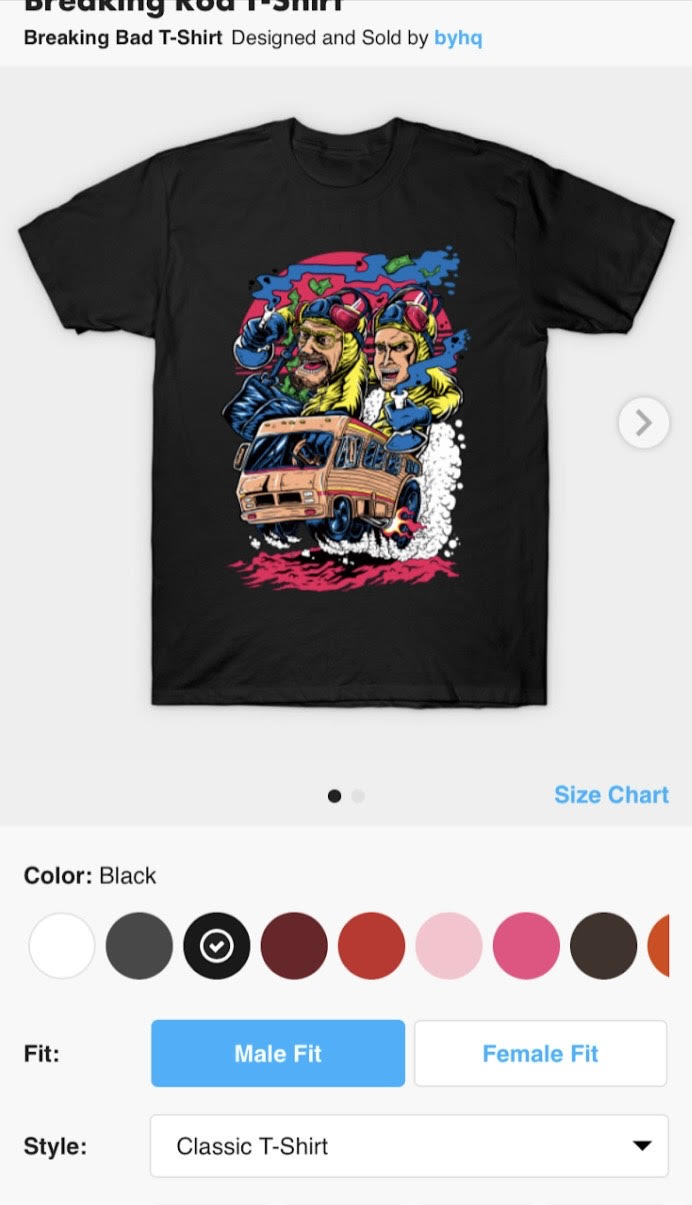 Breaking Rod T-Shirt
Breaking Bad T-Shirt Designed and Sold by byhq
Size Chart
Color: Black
Fit:
Male Fit
Female Fit
Style:
Classic T-Shirt